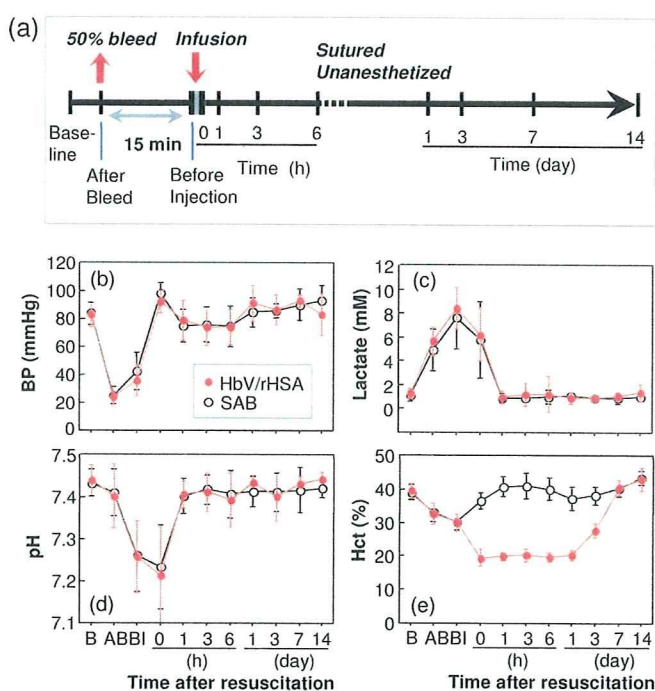 (a)
50% bleed
Infusion
Sutured
Unanesthetized
Base-
line
15 min
0 1 3 6
1 3 7 14
After
Bleed
Before
Injection
Time (h)
Time (day)
(b)
120
100
80
60
40
20
0
BP (mmHg)
HbV/rHSA
SAB
(c)
12
10
8
6
4
2
0
Lactate (mM)
(d)
7.5
7.4
7.3
7.2
7.1
pH
B ABBI 0 1 3 6 1 3 7 14
(h) (day)
Time after resuscitation
(e)
50
40
30
20
10
0
Hct (%)
B ABBI 0 1 3 6 1 3 7 14
(h) (day)
Time after resuscitation